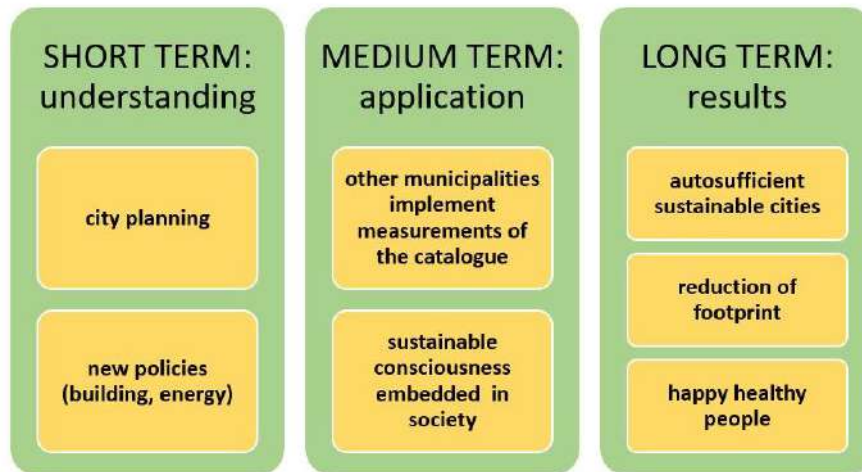 SHORT TERM:
understanding
city planning
new policies
(building, energy)
MEDIUM TERM:
application
other municipalities
implement
measurements of
the catalogue
sustainable
consciousness
embedded in
society
LONG TERM:
results
autosufficient
sustainable cities
reduction of
footprint
happy healthy
people